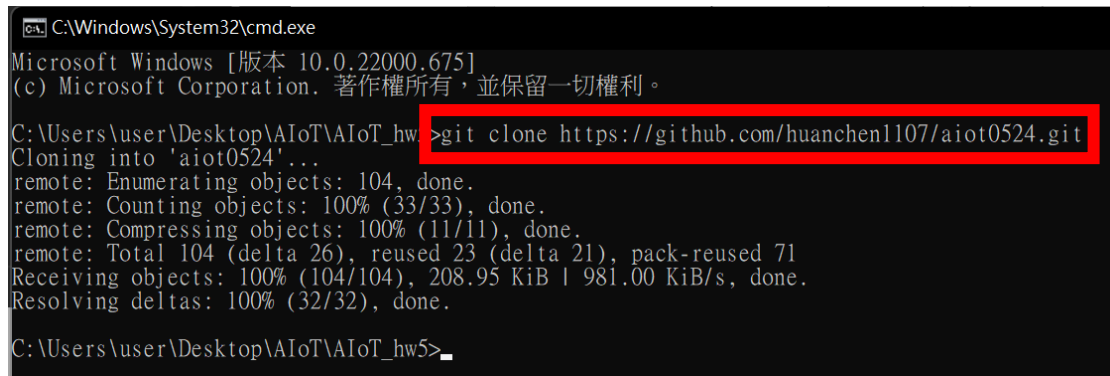 C:\Windows\System32\cmd.exe
Microsoft Windows [版本 10.0.22000.675]
(c) Microsoft Corporation. 著作權所有，並保留一切權利。
C:\Users\user\Desktop\AIoT\AIoT_hw>git clone https://github.com/huanchen1107/aiot0524.git
Cloning into 'aiot0524'...
remote: Enumerating objects: 104, done.
remote: Counting objects: 100% (33/33), done.
remote: Compressing objects: 100% (11/11), done.
remote: Total 104 (delta 26), reused 23 (delta 21), pack-reused 71
Receiving objects: 100% (104/104), 208.95 KiB | 981.00 KiB/s, done.
Resolving deltas: 100% (32/32), done.
C:\Users\user\Desktop\AIoT\AIoT_hw5>